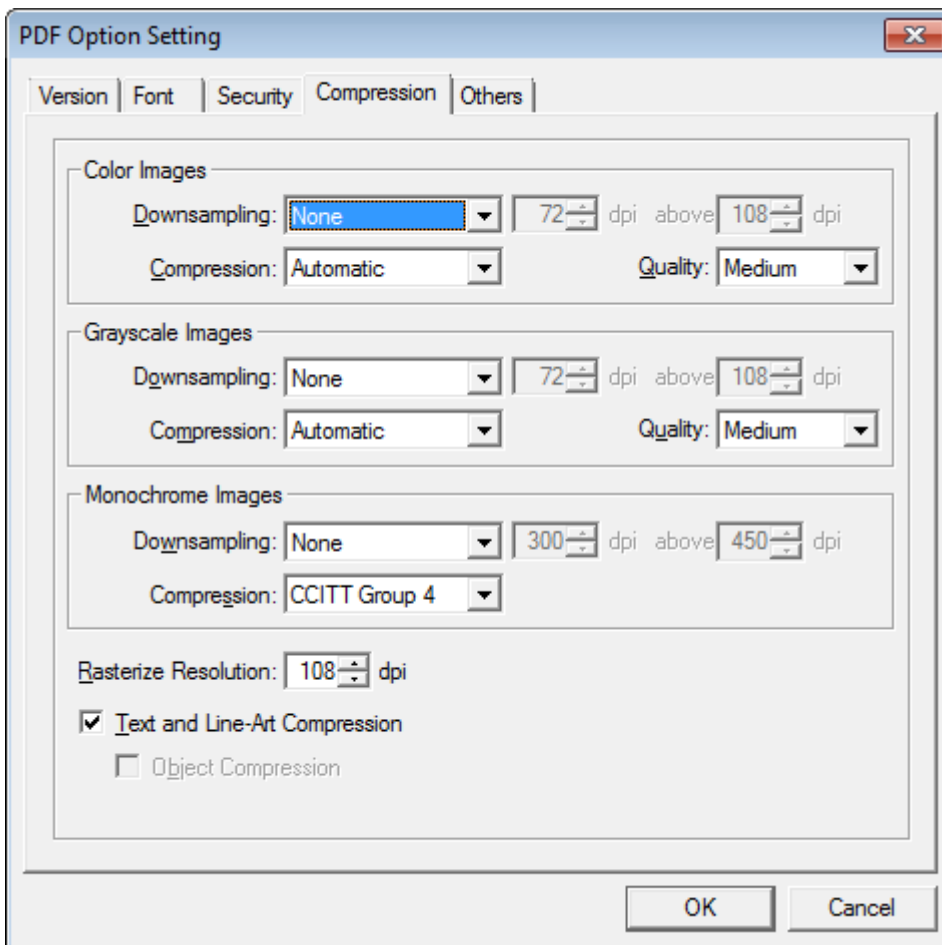 PDF Option Setting
Version Font Security Compression Others
Color Images
Downsampling: None 72 dpi above 108 dpi
Compression: Automatic Quality: Medium
Grayscale Images
Downsampling: None 72 dpi above 108 dpi
Compression: Automatic Quality: Medium
Monochrome Images
Downsampling: None 300 dpi above 450 dpi
Compression: CCITT Group 4
Rasterize Resolution: 108 dpi
Text and Line-Art Compression
Object Compression
OK Cancel